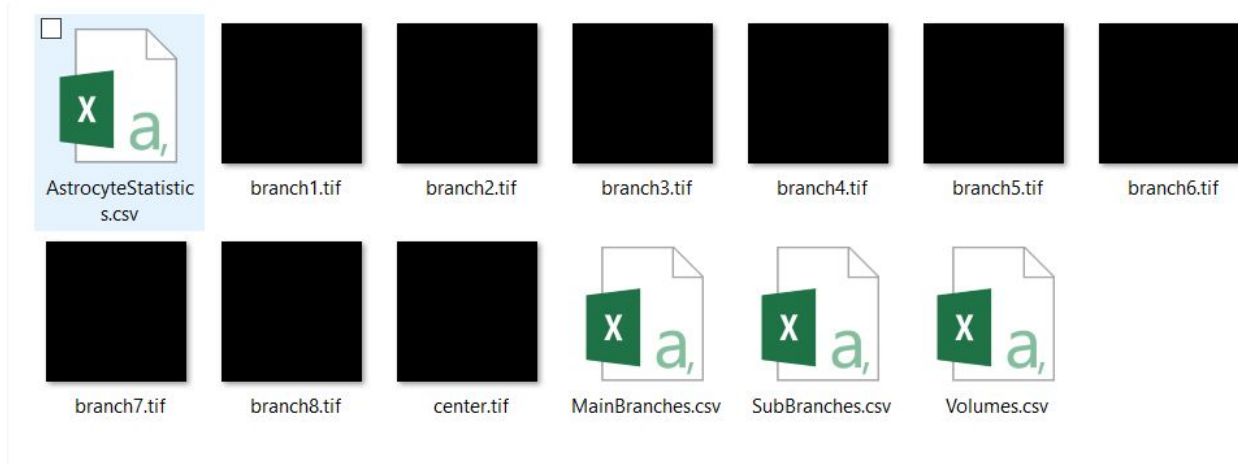 AstrocyteStatistic
s.csv
branch1.tif
branch2.tif
branch3.tif
branch4.tif
branch5.tif
branch6.tif
branch7.tif
branch8.tif
center.tif
MainBranches.csv
SubBranches.csv
Volumes.csv
X
a,
X
a,
X
a,
X
a,